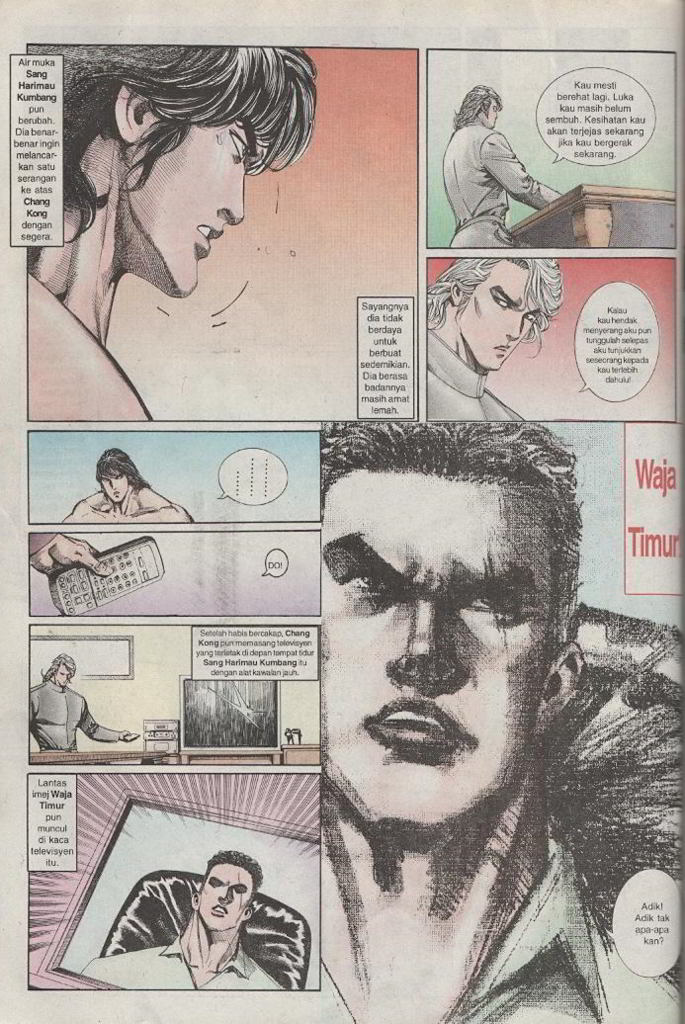 Air muka
Sang
Harimau
Kumbang
pun
berubah.
Dia benar-
benar ingin
melancar-
kan satu
serangan
ke atas
Chang
Kong
dengan
segera.
Sayangnya
dia tidak
berdaya
untuk
berbuat
sedemikian.
Dia berasa
badannya
masih amat
lemah.
Kau mesti
berehat lagi. Luka
kau masih belum
sembuh. Kesihatan kau
akan terjejas sekarang
jika kau bergerak
sekarang.
Kalau
kau hendak
menyerang aku pun
tunggulah selepas
aku tunjukkan
seseorang kepada
kau terlebih
dahulu!
DO!
Setelah habis bercakap, Chang
Kong pun memasang televisyen
yang terletak di depan tempat tidur
Sang Harimau Kumbang itu
dengan alat kawalan jauh.
Lantas
imej Waja
Timur
pun
muncul
di kaca
televisyen
itu.
Waja
Timur
Adik!
Adik tak
apa-apa
kan?